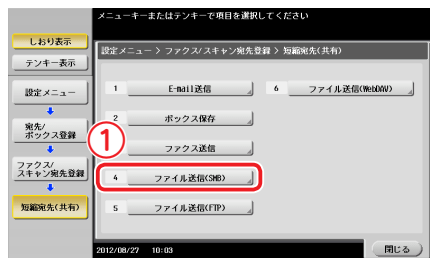 メニューキーまたはテンキーで項目を選択してください
しおり表示
テンキー表示
設定メニュー
宛先/
ボックス登録
ファクス/
スキャン宛先登録
短縮宛先(共有)
設定メニュー > ファクス/スキャン宛先登録 > 短縮宛先(共有)
1 E-mail送信
6 ファイル送信(WebDAV)
2 ボックス保存
①
ファクス送信
4 ファイル送信(SMB)
5 ファイル送信(FTP)
2012/08/27 10:03
閉じる